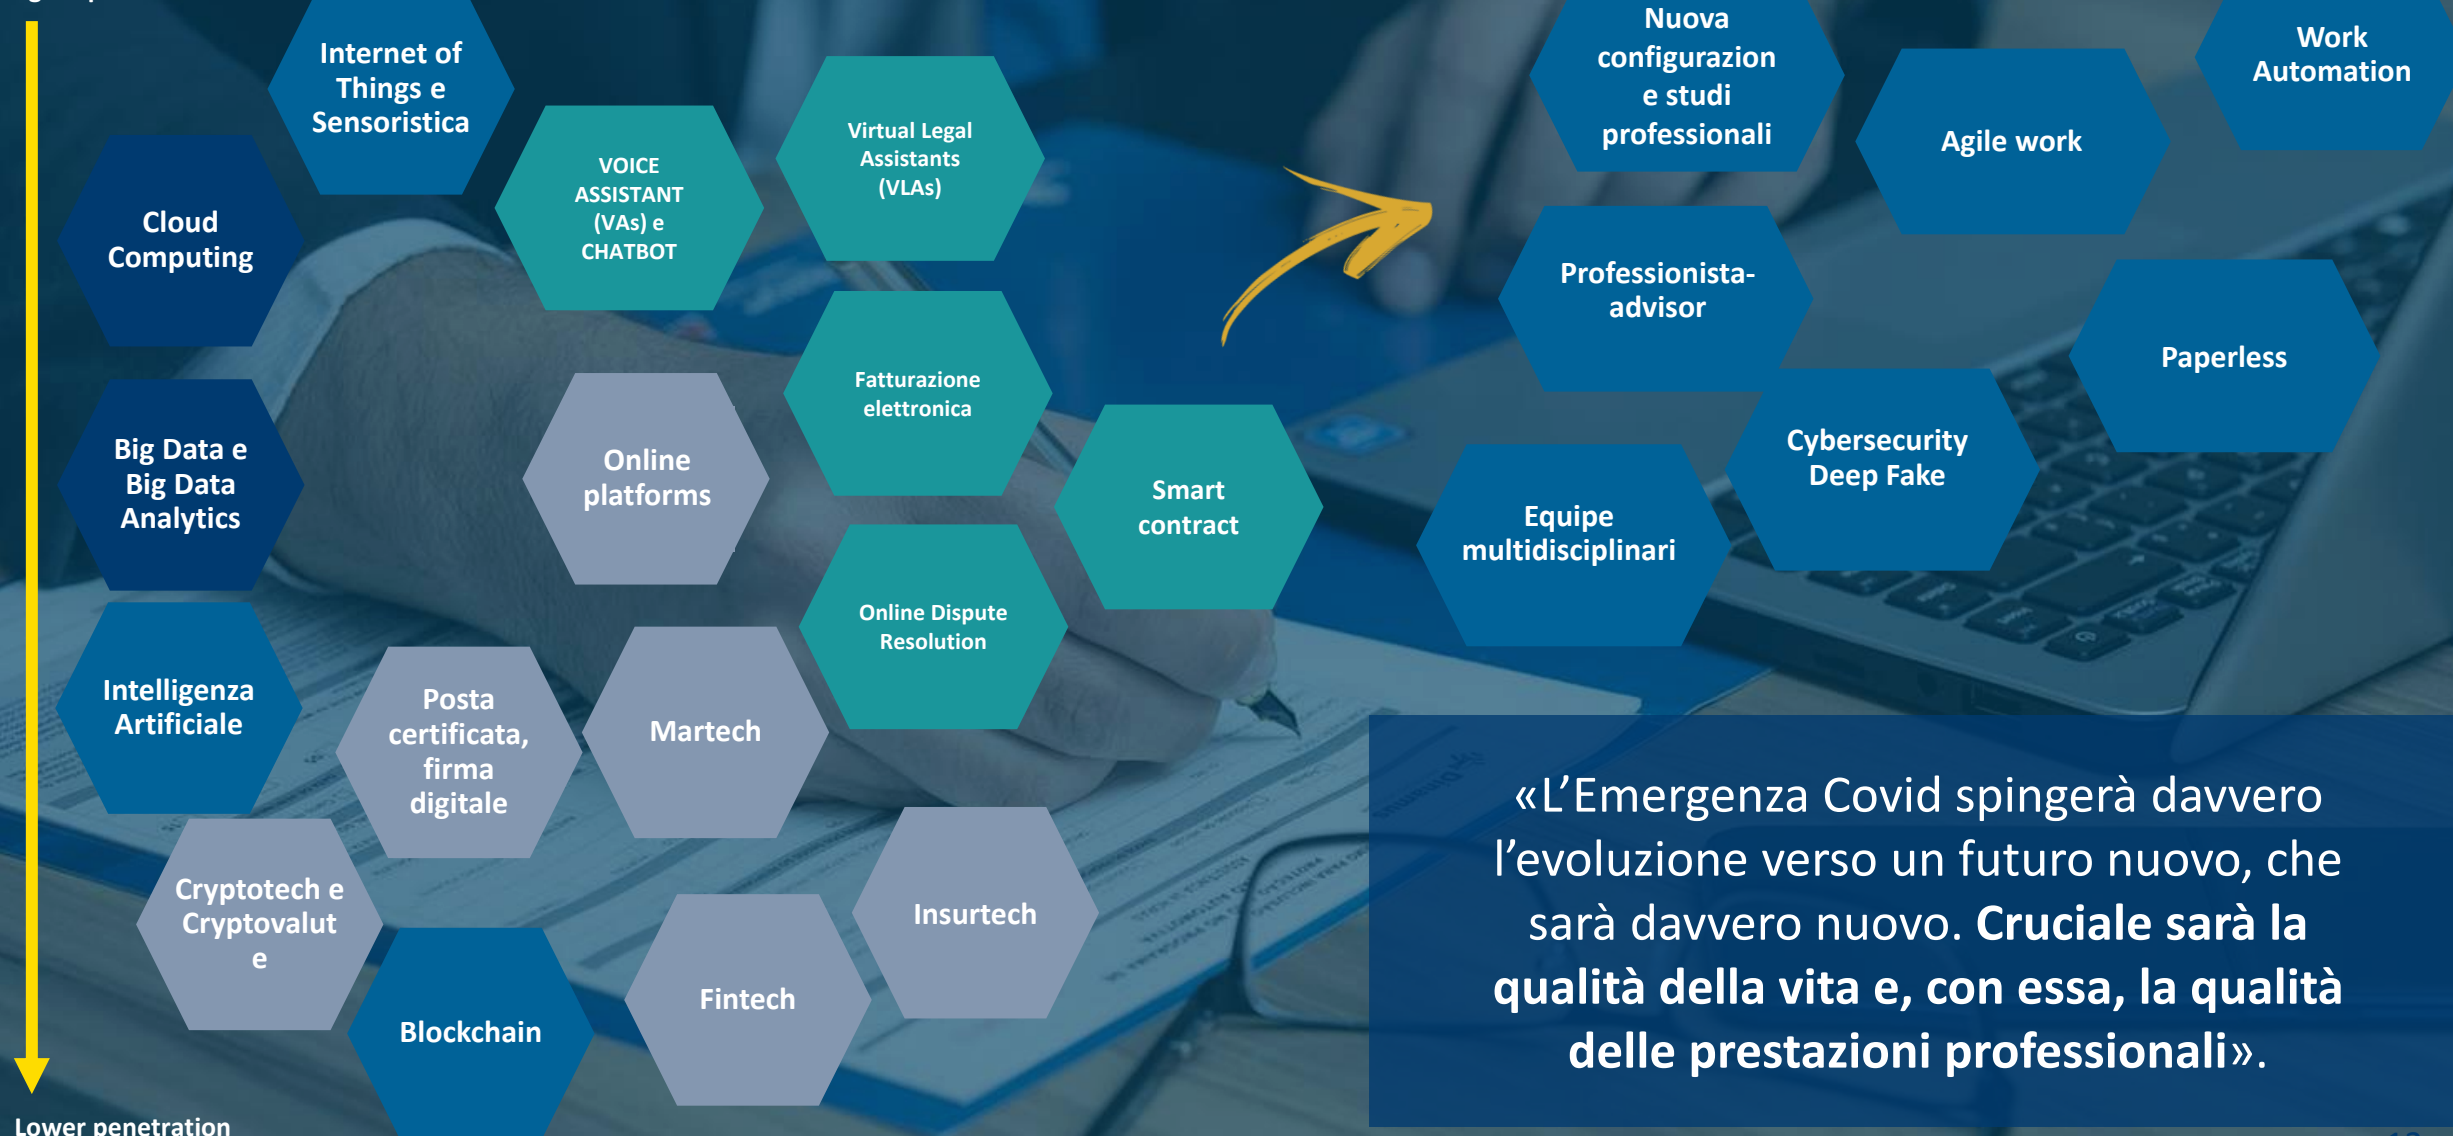 Internet of
Things e
Sensoristica
Cloud
Computing
VOICE
ASSISTANT
(VAs) e
CHATBOT
Virtual Legal
Assistants
(VLAs)
Big Data e
Big Data
Analytics
Online
platforms
Fatturazione
elettronica
Smart
contract
Intelligenza
Artificiale
Posta
certificata,
firma
digitale
Martech
Online Dispute
Resolution
Cryptotech e
Cryptovalut
e
Blockchain
Fintech
Insurtech
Lower penetration
Nuova
configurazion
e studi
professionali
Agile work
Work
Automation
Professionista-
advisor
Paperless
Cybersecurity
Deep Fake
Equipe
multidisciplinari
«L’Emergenza Covid spingerà davvero
l’evoluzione verso un futuro nuovo, che
sarà davvero nuovo. Cruciale sarà la
qualità della vita e, con essa, la qualità
delle prestazioni professionali».